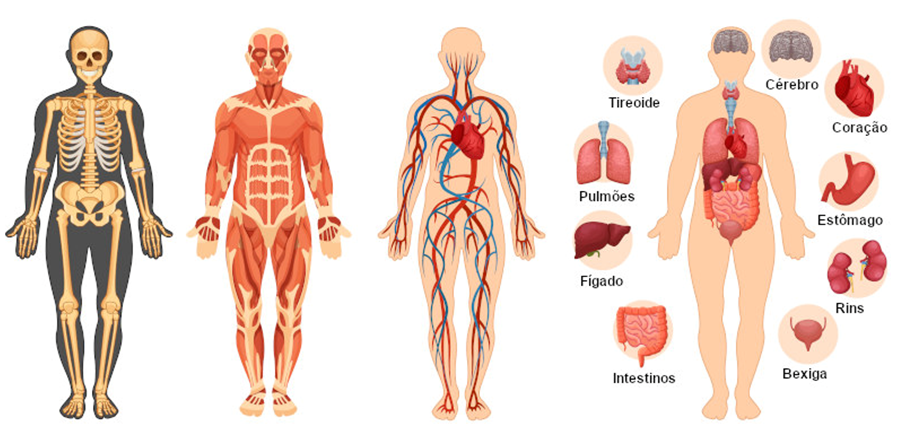 Tireoide
Cérebro
Coração
Pulmões
Estômago
Fígado
Rins
Intestinos
Bexiga